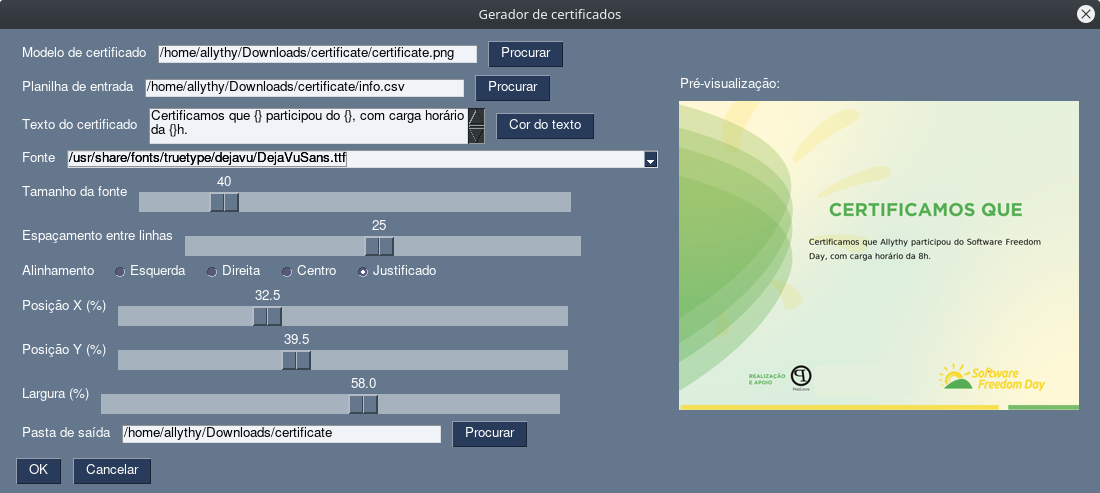 Gerador de certificados
Modelo de certificado /home/allythy/Downloads/certificate/certificate.png Procurar
Planilha de entrada /home/allythy/Downloads/certificate/info.csv Procurar
Texto do certificado Certificamos que {} participou do {}, com carga horário
da {}h.
Cor do texto
Fonte /usr/share/fonts/truetype/dejavu/DejaVuSans.ttf
Tamanho da fonte 40
Espaçamento entre linhas 25
Alinhamento Esquerda Direita Centro Justificado
Posição X (%) 32.5
Posição Y (%) 39.5
Largura (%) 58.0
Pasta de saída /home/allythy/Downloads/certificate Procurar
OK Cancelar
Pré-visualização:
CERTIFICAMOS QUE
Certificamos que Allythy participou do Software Freedom
Day, com carga horário da 8h.
REALIZAÇÃO
E APOIO
PotiLivre
Software
Freedom Day